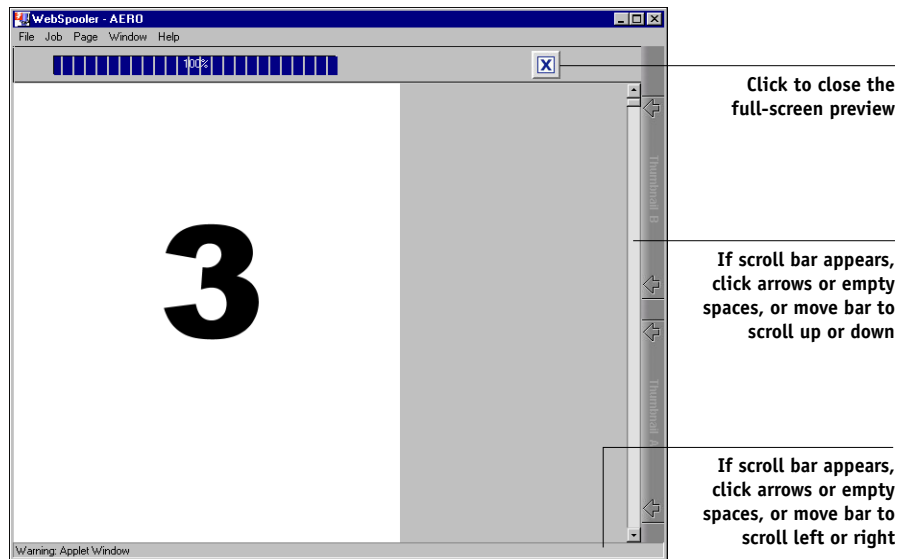 WebSpooler - AERO
File Job Page Window Help
100%
Click to close the
full-screen preview
Thumbnail B
3
If scroll bar appears,
click arrows or empty
spaces, or move bar to
scroll up or down
Thumbnail A
If scroll bar appears,
click arrows or empty
spaces, or move bar to
scroll left or right
Warning: Applet Window